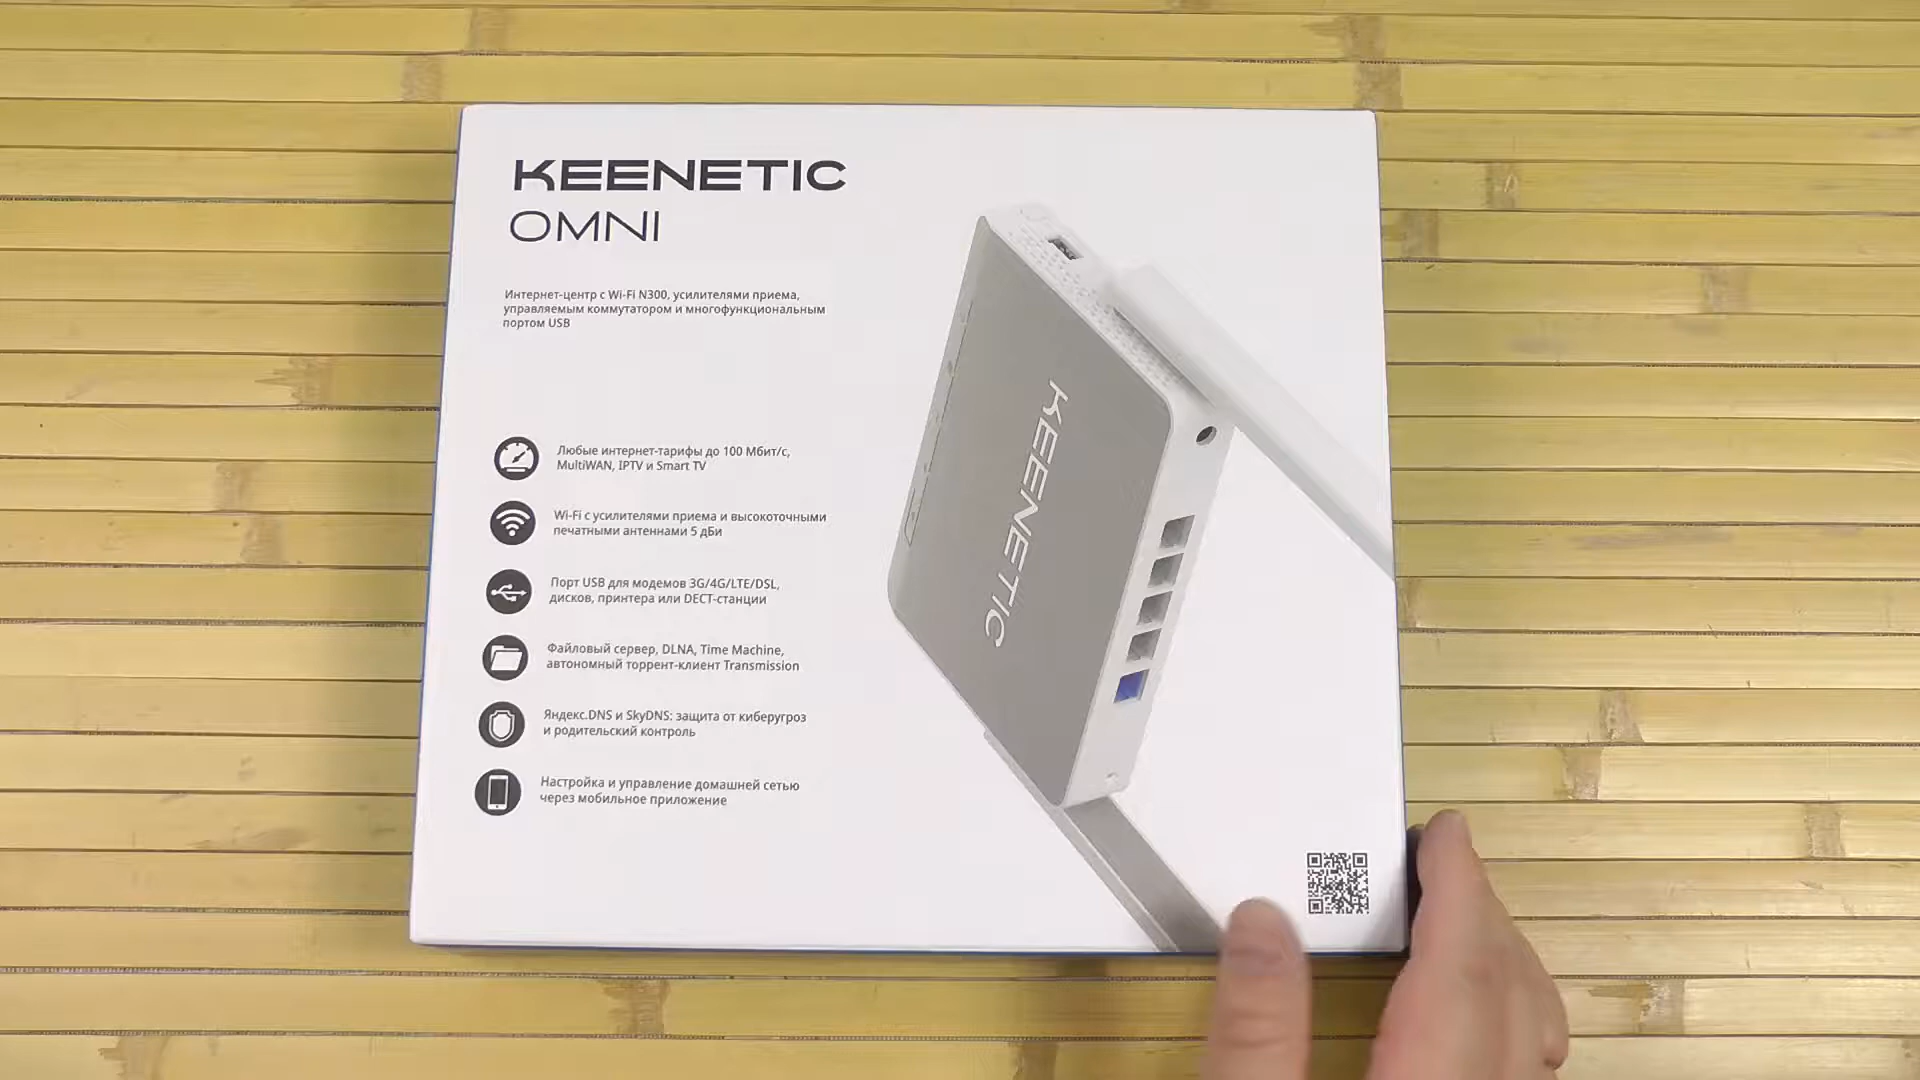 KEENETIC
OMNI
Интернет-центр с Wi-Fi N300, усилителями приема,
управляемым коммутатором и многофункциональным
портом USB
Любые интернет-тарифы до 100 Мбит/с,
MultiWAN, IPTV и Smart TV
Wi-Fi с усилителями приема и высокоточными
печатными антеннами 5 дБи
Порт USB для модемов 3G/4G/LTE/DSL,
дисков, принтера или DECT-станции
Файловый сервер, DLNA, Time Machine,
автономный торрент-клиент Transmission
Яндекс.DNS и SkyDNS: защита от киберугроз
и родительский контроль
Настройка и управление домашней сетью
через мобильное приложение
KEENETIC